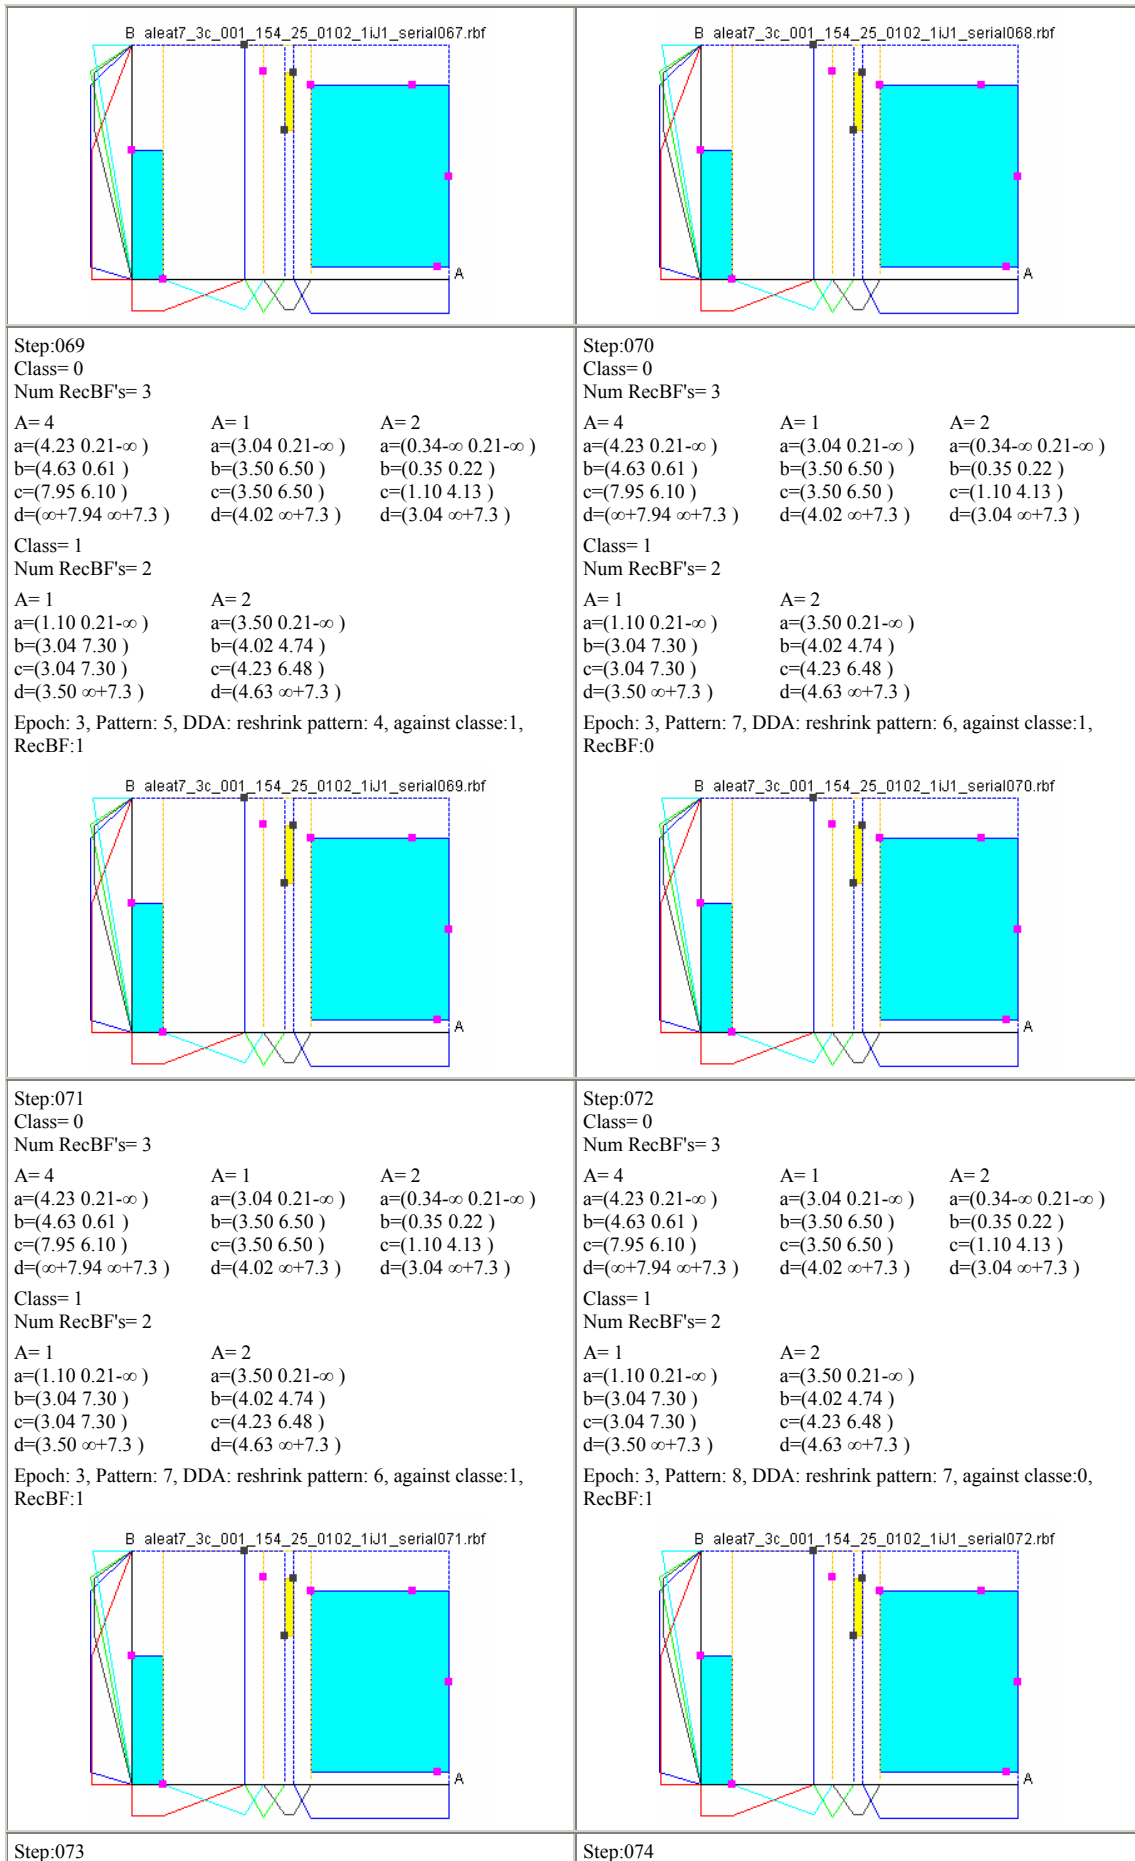 B aleat7_3c_001_154_25_0102_1iJ1_serial067.rbf
A
B aleat7_3c_001_154_25_0102_1iJ1_serial068.rbf
A
Step:069
Class= 0
Num RecBF's= 3
A= 4 A= 1 A= 2
a=(4.23 0.21-∞ ) a=(3.04 0.21-∞ ) a=(0.34-∞ 0.21-∞ )
b=(4.63 0.61 ) b=(3.50 6.50 ) b=(0.35 0.22 )
c=(7.95 6.10 ) c=(3.50 6.50 ) c=(1.10 4.13 )
d=(∞+7.94 ∞+7.3 ) d=(4.02 ∞+7.3 ) d=(3.04 ∞+7.3 )
Class= 1
Num RecBF's= 2
A= 1 A= 2
a=(1.10 0.21-∞ ) a=(3.50 0.21-∞ )
b=(3.04 7.30 ) b=(4.02 4.74 )
c=(3.04 7.30 ) c=(4.23 6.48 )
d=(3.50 ∞+7.3 ) d=(4.63 ∞+7.3 )
Epoch: 3, Pattern: 5, DDA: reshrink pattern: 4, against classe:1,
RecBF:1
B aleat7_3c_001_154_25_0102_1iJ1_serial069.rbf
A
Step:070
Class= 0
Num RecBF's= 3
A= 4 A= 1 A= 2
a=(4.23 0.21-∞ ) a=(3.04 0.21-∞ ) a=(0.34-∞ 0.21-∞ )
b=(4.63 0.61 ) b=(3.50 6.50 ) b=(0.35 0.22 )
c=(7.95 6.10 ) c=(3.50 6.50 ) c=(1.10 4.13 )
d=(∞+7.94 ∞+7.3 ) d=(4.02 ∞+7.3 ) d=(3.04 ∞+7.3 )
Class= 1
Num RecBF's= 2
A= 1 A= 2
a=(1.10 0.21-∞ ) a=(3.50 0.21-∞ )
b=(3.04 7.30 ) b=(4.02 4.74 )
c=(3.04 7.30 ) c=(4.23 6.48 )
d=(3.50 ∞+7.3 ) d=(4.63 ∞+7.3 )
Epoch: 3, Pattern: 7, DDA: reshrink pattern: 6, against classe:1,
RecBF:0
B aleat7_3c_001_154_25_0102_1iJ1_serial070.rbf
A
Step:071
Class= 0
Num RecBF's= 3
A= 4 A= 1 A= 2
a=(4.23 0.21-∞ ) a=(3.04 0.21-∞ ) a=(0.34-∞ 0.21-∞ )
b=(4.63 0.61 ) b=(3.50 6.50 ) b=(0.35 0.22 )
c=(7.95 6.10 ) c=(3.50 6.50 ) c=(1.10 4.13 )
d=(∞+7.94 ∞+7.3 ) d=(4.02 ∞+7.3 ) d=(3.04 ∞+7.3 )
Class= 1
Num RecBF's= 2
A= 1 A= 2
a=(1.10 0.21-∞ ) a=(3.50 0.21-∞ )
b=(3.04 7.30 ) b=(4.02 4.74 )
c=(3.04 7.30 ) c=(4.23 6.48 )
d=(3.50 ∞+7.3 ) d=(4.63 ∞+7.3 )
Epoch: 3, Pattern: 7, DDA: reshrink pattern: 6, against classe:1,
RecBF:1
B aleat7_3c_001_154_25_0102_1iJ1_serial071.rbf
A
Step:072
Class= 0
Num RecBF's= 3
A= 4 A= 1 A= 2
a=(4.23 0.21-∞ ) a=(3.04 0.21-∞ ) a=(0.34-∞ 0.21-∞ )
b=(4.63 0.61 ) b=(3.50 6.50 ) b=(0.35 0.22 )
c=(7.95 6.10 ) c=(3.50 6.50 ) c=(1.10 4.13 )
d=(∞+7.94 ∞+7.3 ) d=(4.02 ∞+7.3 ) d=(3.04 ∞+7.3 )
Class= 1
Num RecBF's= 2
A= 1 A= 2
a=(1.10 0.21-∞ ) a=(3.50 0.21-∞ )
b=(3.04 7.30 ) b=(4.02 4.74 )
c=(3.04 7.30 ) c=(4.23 6.48 )
d=(3.50 ∞+7.3 ) d=(4.63 ∞+7.3 )
Epoch: 3, Pattern: 8, DDA: reshrink pattern: 7, against classe:0,
RecBF:1
B aleat7_3c_001_154_25_0102_1iJ1_serial072.rbf
A
Step:073
Step:074